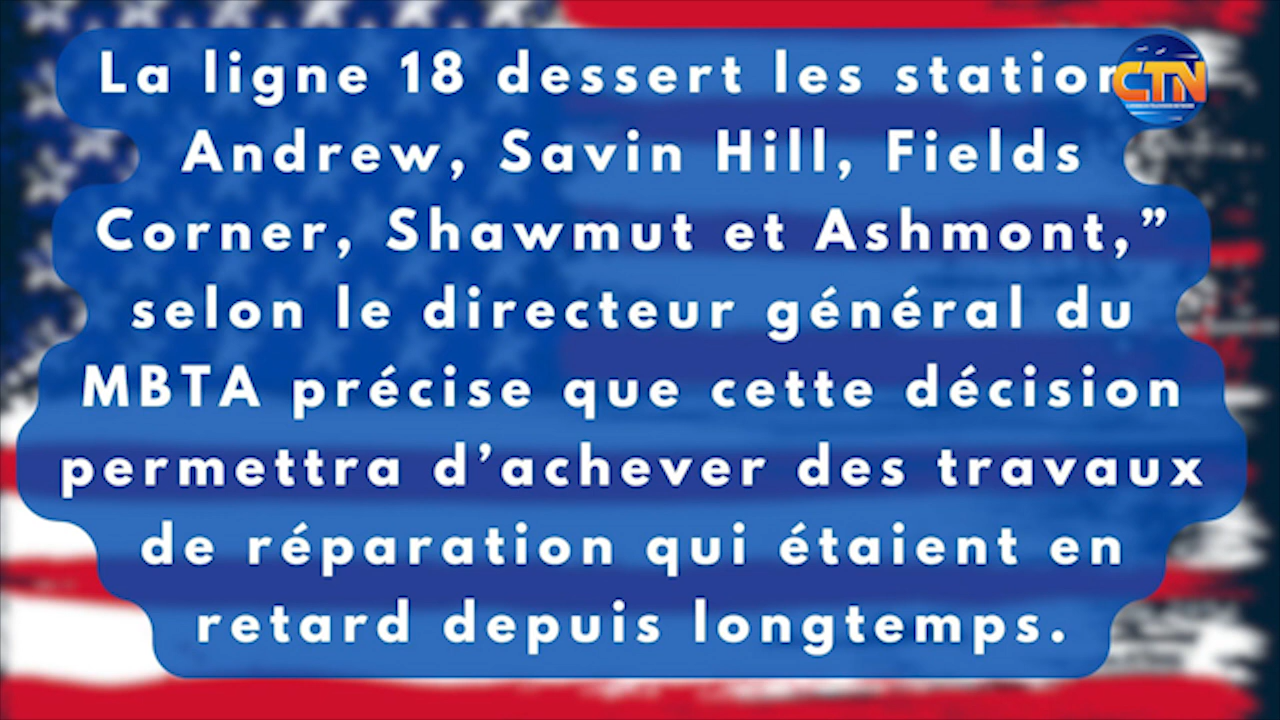 La ligne 18 dessert les station
Andrew, Savin Hill, Fields
Corner, Shawmut et Ashmont,”
selon le directeur général du
MBTA précise que cette décision
permettra d’achever des travaux
de réparation qui étaient en
retard depuis longtemps.
CTN